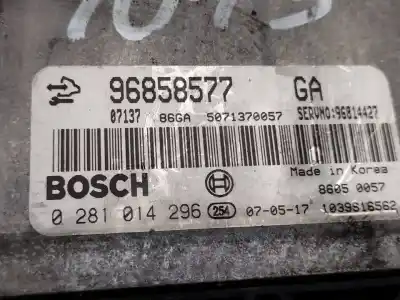 1073
96858577 GA
07137 86GA 5071370057 SERVNO:96814427
Made in Korea
BOSCH
8605 0057
0 281 014 296 254 07-05-17 1039S16562